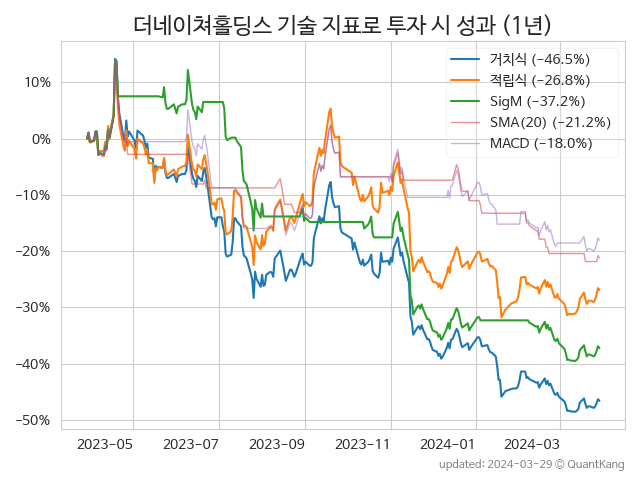 더네이쳐홀딩스 기술 지표로 투자 시 성과 (1년)
거치식 (−46.5%)
적립식 (−26.8%)
SigM (−37.2%)
SMA(20) (−21.2%)
MACD (−18.0%)
10%
0%
−10%
−20%
−30%
−40%
−50%
2023-05 2023-07 2023-09 2023-11 2024-01 2024-03
updated: 2024-03-29 © QuantKang